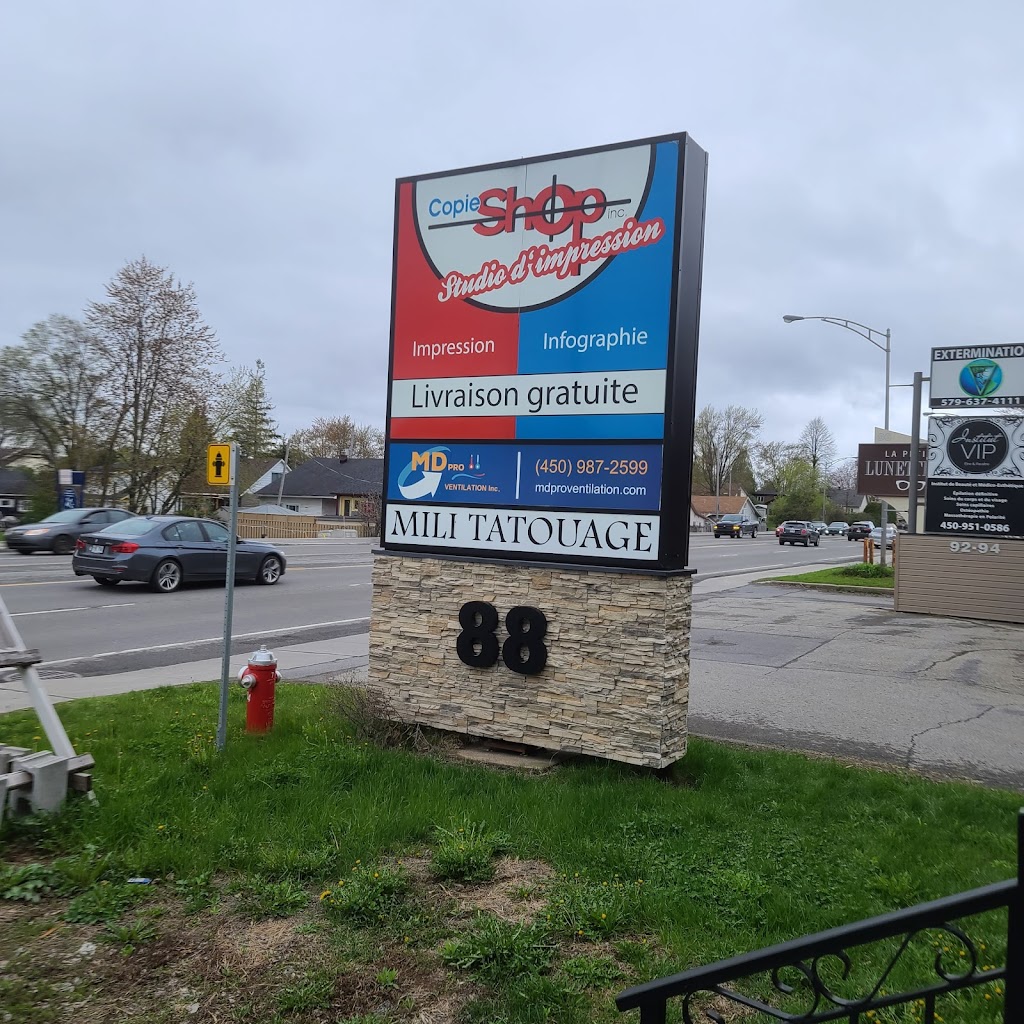 Copie Shop inc.
Studio d'impression
Impression
Infographie
Livraison gratuite
MD PRO
VENTILATION Inc.
(450) 987-2599
mdproventilation.com
MILI TATOUAGE
88
EXTERMINATIO
579-637-4111
Institut
VIP
450-951-0586
92-94
LA P
LUNET